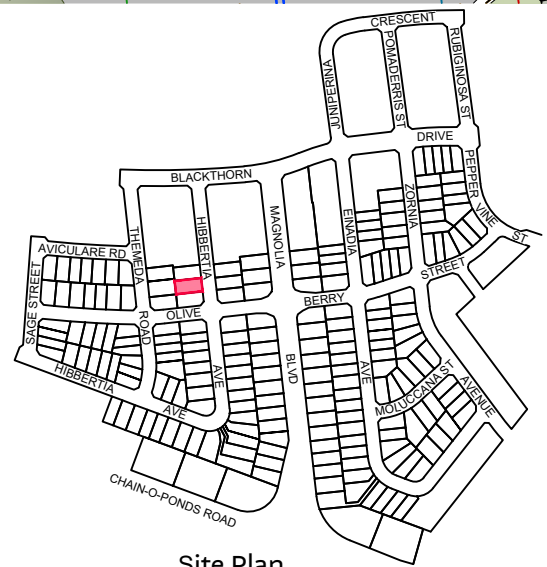 CRESCENT
JUNIPERINA
POMADERRIS ST
RUBIGINOSA ST
DRIVE
BLACKTHORN
PEPPER
VINE
ST
THEMEDA
HIBBERTIA
MAGNOLIA
EINADIA
ZORNIA
AVICULARE RD
SAGE STREET
STREET
BERRY
OLIVE
ROAD
AVE
BLVD
AVE
HIBBERTIA
AVE
MOLUCCANA ST
AVENUE
CHAIN-O-PONDS ROAD
Site Plan